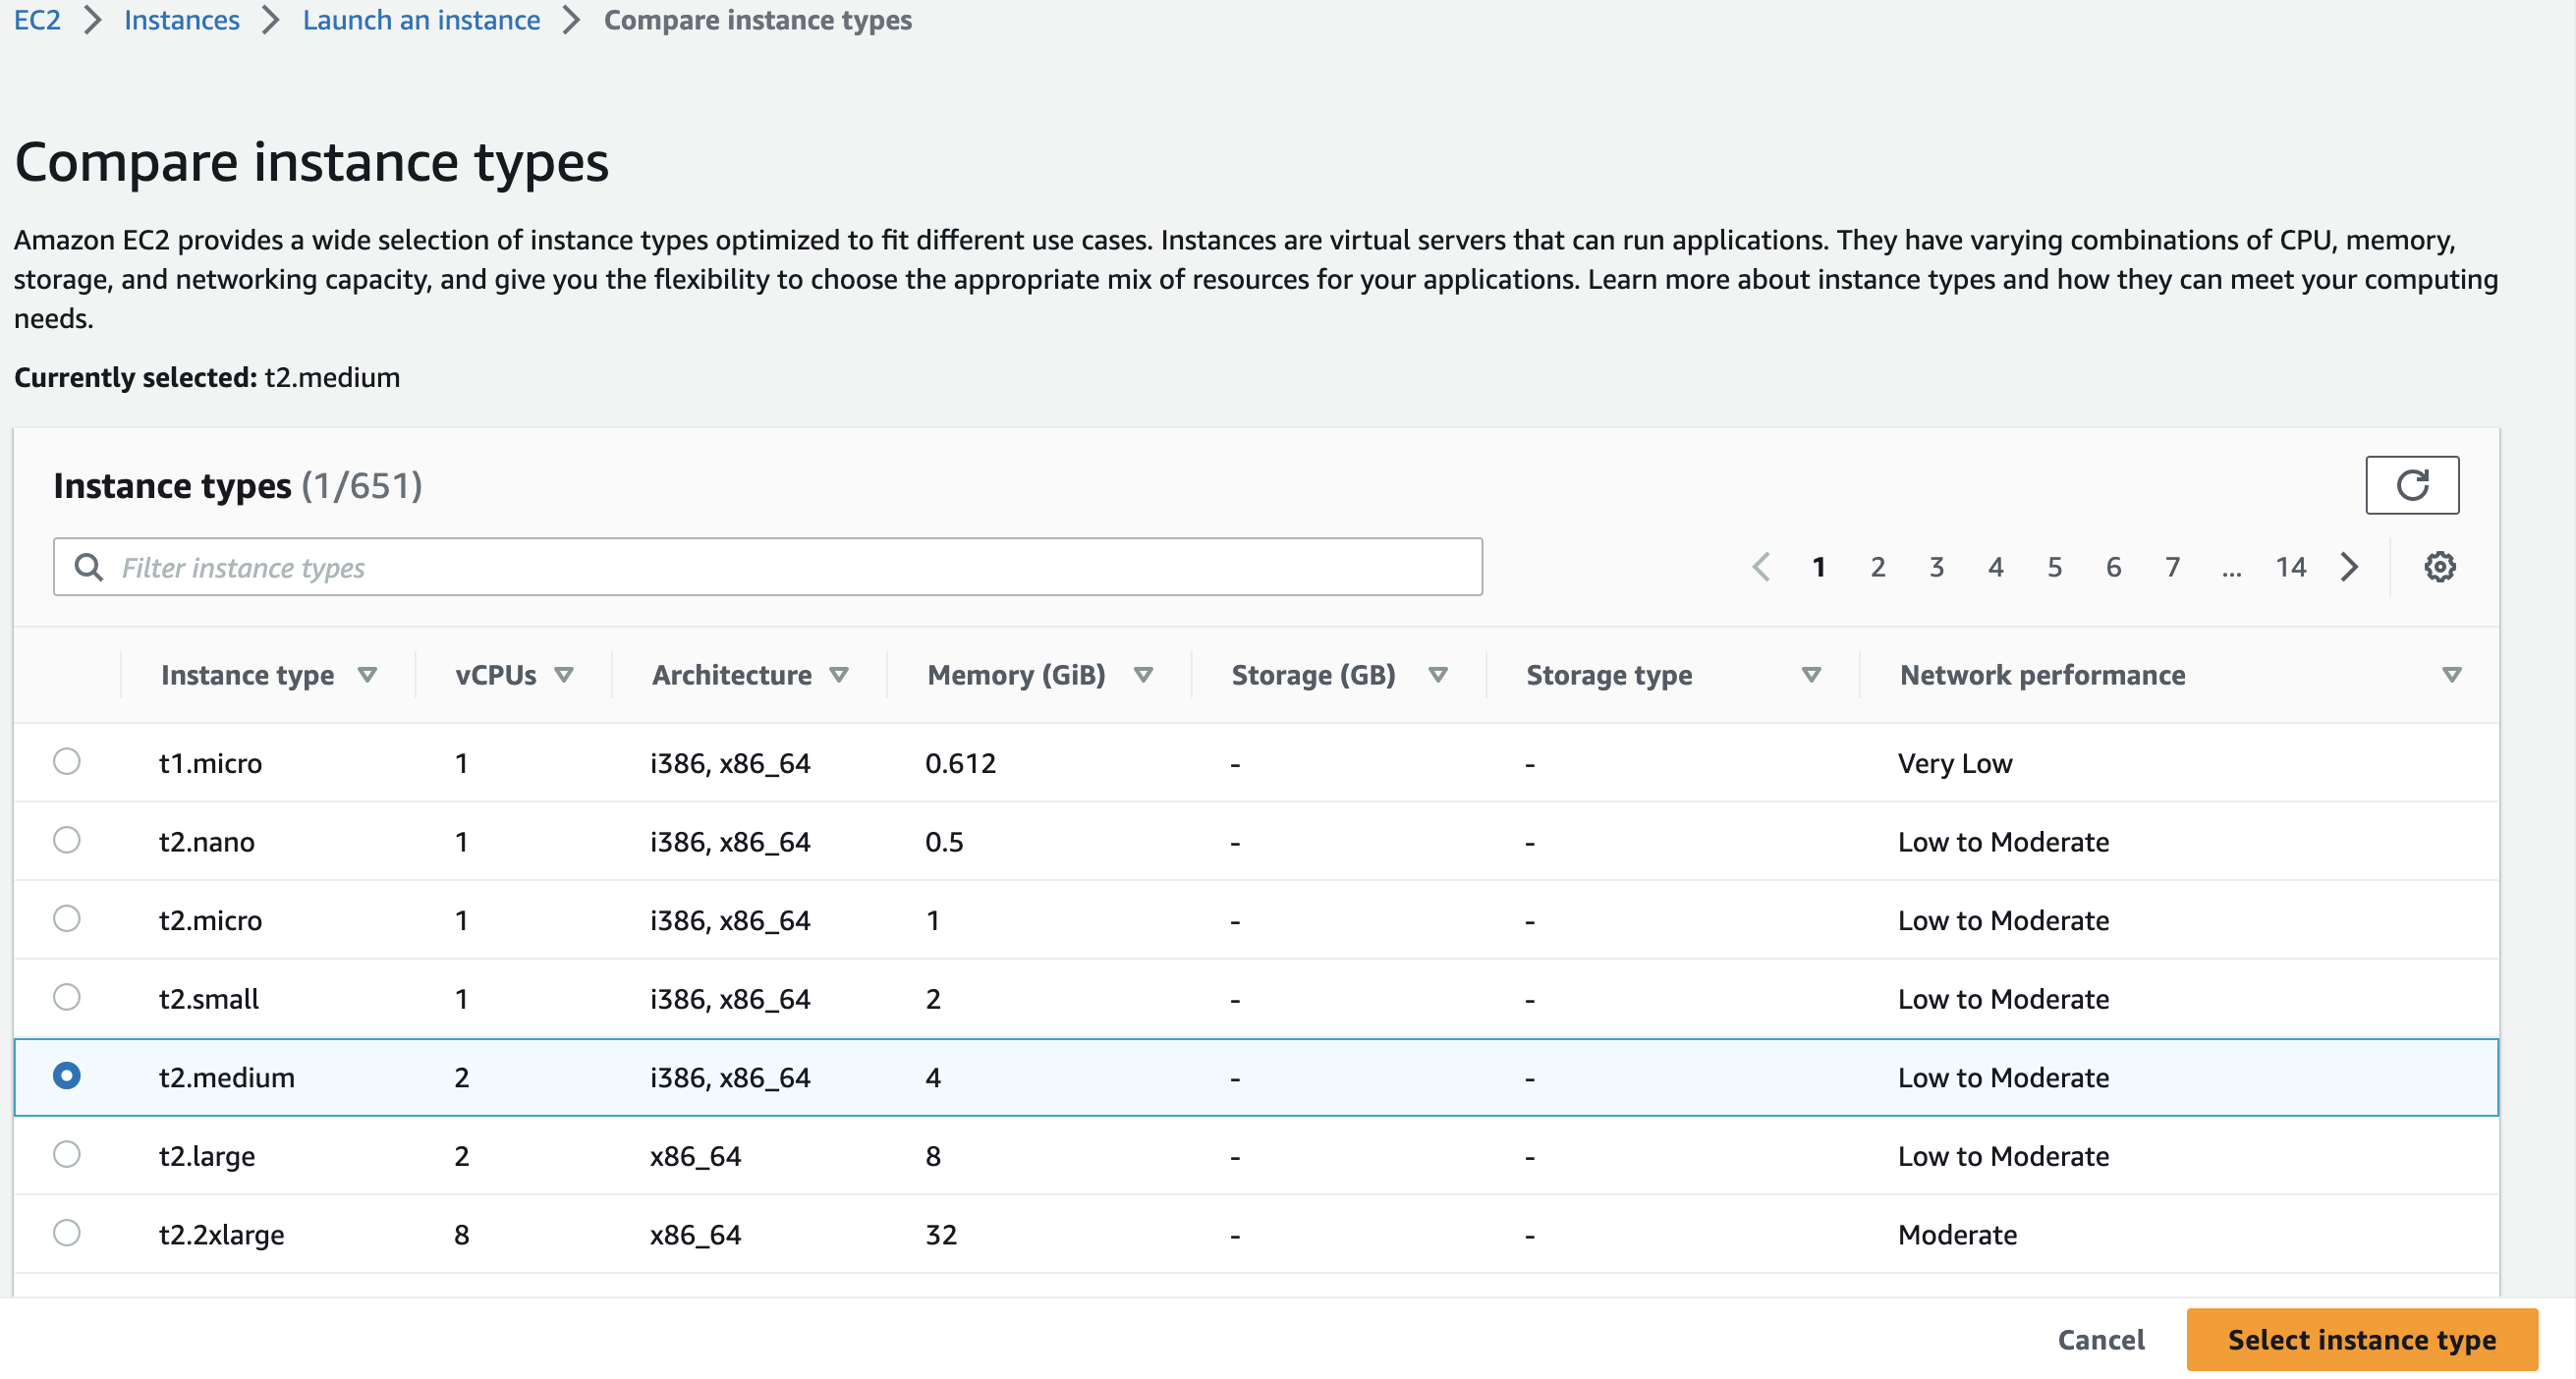 EC2 > Instances > Launch an instance > Compare instance types
Compare instance types
Amazon EC2 provides a wide selection of instance types optimized to fit different use cases. Instances are virtual servers that can run applications. They have varying combinations of CPU, memory,
storage, and networking capacity, and give you the flexibility to choose the appropriate mix of resources for your applications. Learn more about instance types and how they can meet your computing
needs.
Currently selected: t2.medium
Instance types (1/651)
Filter instance types 1 2 3 4 5 6 7 ... 14
Instance type vCPUs Architecture Memory (GiB) Storage (GB) Storage type Network performance
t1.micro 1 i386, x86_64 0.612 - - Very Low
t2.nano 1 i386, x86_64 0.5 - - Low to Moderate
t2.micro 1 i386, x86_64 1 - - Low to Moderate
t2.small 1 i386, x86_64 2 - - Low to Moderate
t2.medium 2 i386, x86_64 4 - - Low to Moderate
t2.large 2 x86_64 8 - - Low to Moderate
t2.2xlarge 8 x86_64 32 - - Moderate
Cancel Select instance type